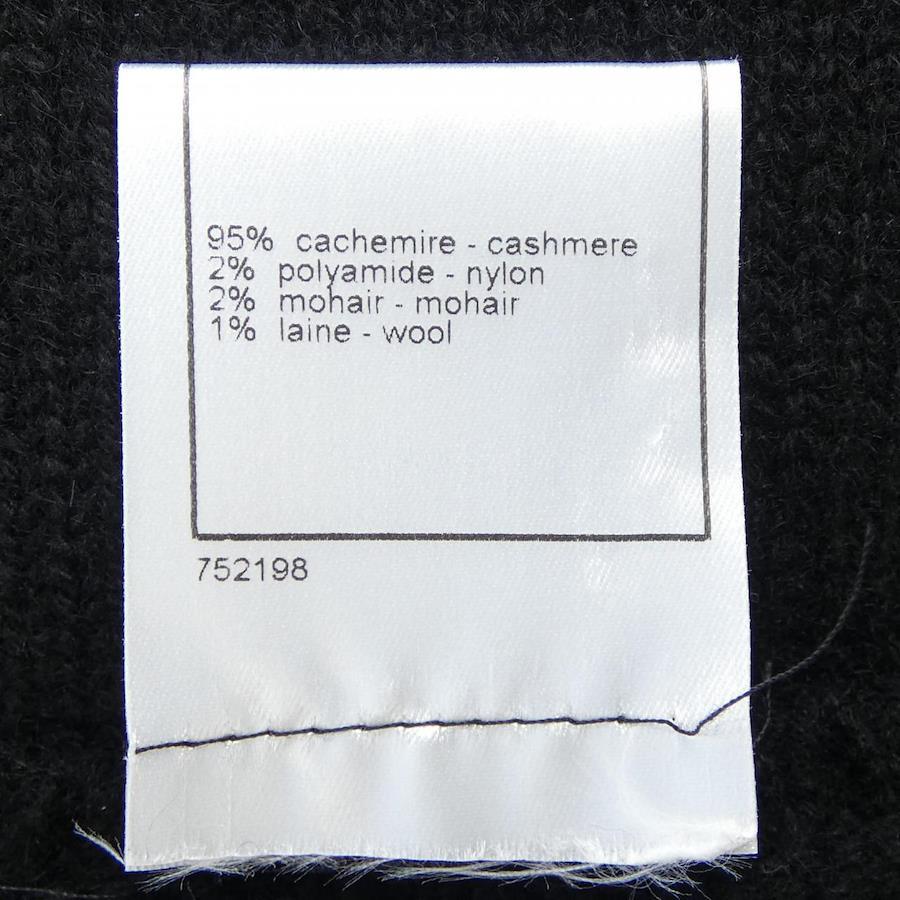 95% cachemire - cashmere
2% polyamide - nylon
2% mohair - mohair
1% laine - wool
752198